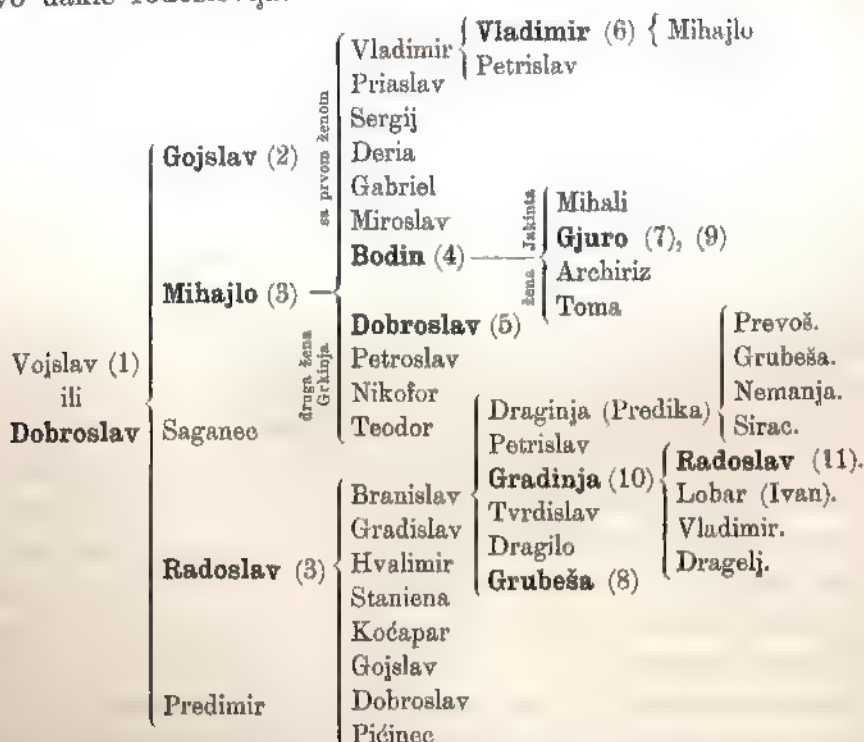 dakle
Vojslav (1)
ili
Dobroslav
Gojslav (2)
Mihajlo (3)
Saganec
Radoslav (3)
Predimir
sa prvom ženom
Vladimir
Priaslav
Sergij
Deria
Gabriel
Miroslav
Bodin (4)
druga žena
Grkinja
Dobroslav (5)
Petroslav
Nikofor
Teodor
Vladimir (6) { Mihajlo
Petrislav
žena Jakinta
Mihali
Gjuro (7), (9)
Archiriz
Toma
Branislav
Gradislav
Hvalimir
Staniena
Koćapar
Gojslav
Dobroslav
Pićinec
Draginja (Predika)
Petrislav
Gradinja (10)
Tvrdislav
Dragilo
Grubeša (8)
Prevoš.
Grubeša.
Nemanja.
Sirac.
Radoslav (11).
Lobar (Ivan).
Vladimir.
Dragelj.